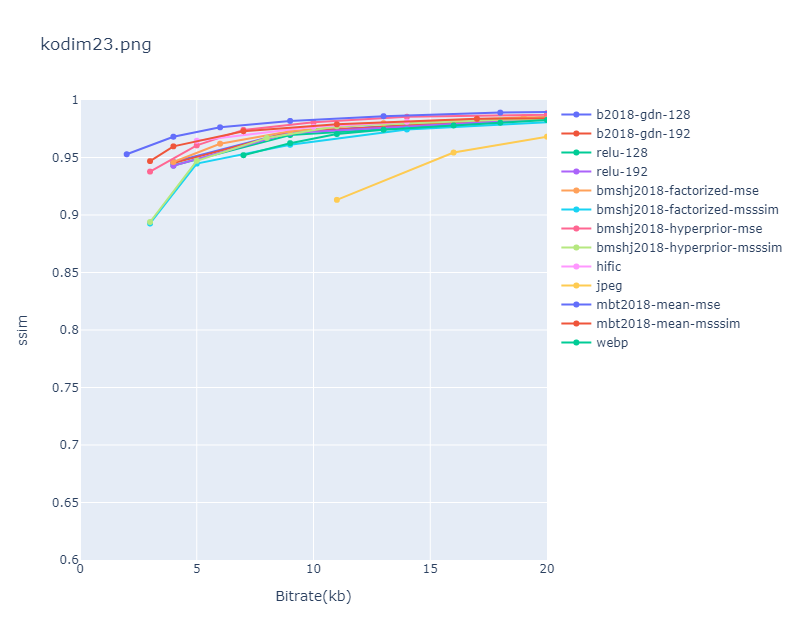 kodim23.png
1
0.95
0.9
0.85
0.8
0.75
0.7
0.65
0.6
0
5
10
15
20
ssim
Bitrate(kb)
b2018-gdn-128
b2018-gdn-192
relu-128
relu-192
bmshj2018-factorized-mse
bmshj2018-factorized-msssim
bmshj2018-hyperprior-mse
bmshj2018-hyperprior-msssim
hific
jpeg
mbt2018-mean-mse
mbt2018-mean-msssim
webp